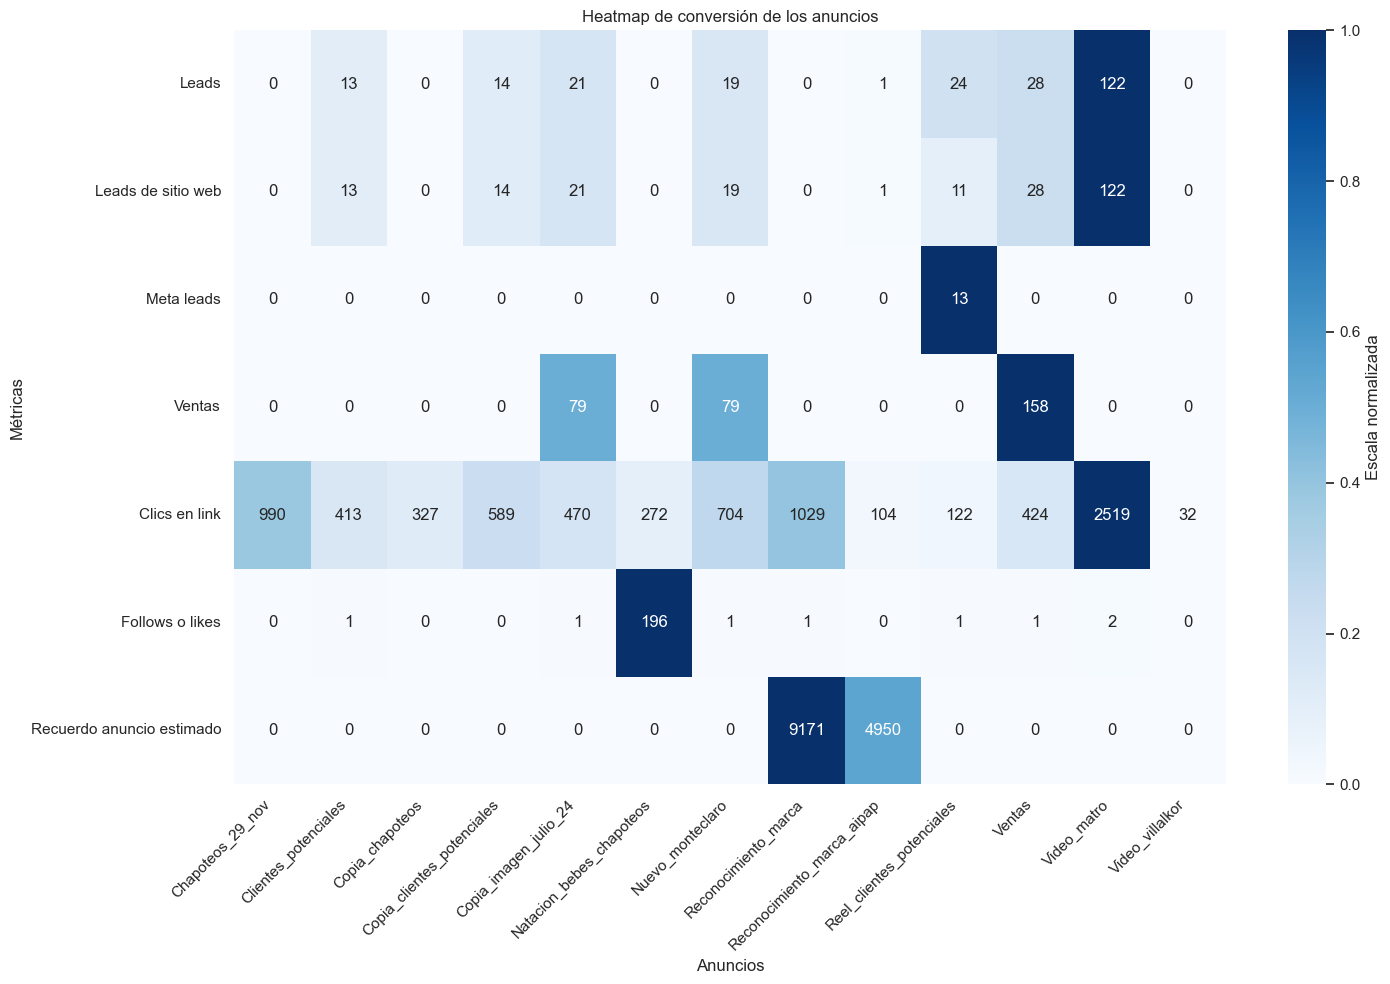 Heatmap de conversión de los anuncios
Métricas
Leads 0 13 0 14 21 0 19 0 1 24 28 122 0
Leads de sitio web 0 13 0 14 21 0 19 0 1 11 28 122 0
Meta leads 0 0 0 0 0 0 0 0 0 13 0 0 0
Ventas 0 0 0 0 79 0 79 0 0 0 158 0 0
Clics en link 990 413 327 589 470 272 704 1029 104 122 424 2519 32
Follows o likes 0 1 0 0 1 196 1 1 0 1 1 2 0
Recuerdo anuncio estimado 0 0 0 0 0 0 0 9171 4950 0 0 0 0
Chapoteos_29_nov
Clientes_potenciales
Copia_chapoteos
Copia_clientes_potenciales
Copia_imagen_julio_24
Natacion_bebes_chapoteos
Nuevo_monteclaro
Reconocimiento_marca
Reconocimiento_marca_aipap
Reel_clientes_potenciales
Ventas
Video_matro
Video_villalkor
Anuncios
1.0
0.8
0.6
0.4
0.2
0.0
Escala normalizada